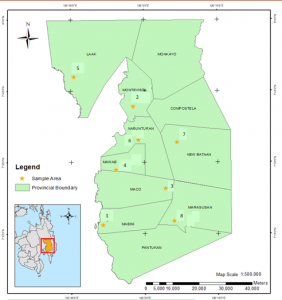 N
LAAK
MONKAYO
5
MONTEVISTA
2
COMPOSTELA
NABUNTURAN
6
7
NEW BATAAN
MAWAB
4
Legend
Sample Area
Provincial Boundary
MACO
3
MARAGUSAN
1
8
MABINI
PANTUKAN
Map Scale 1:500,000
Meters
0 5,000 10,000 20,000 30,000 40,000